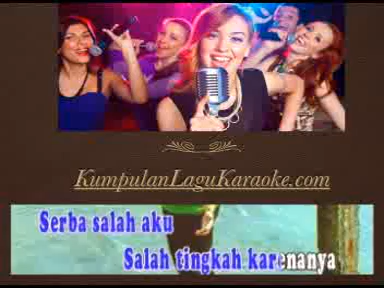 KumpulanLaguKaraoke.com
Serba salah aku
Salah tingkah karenanya